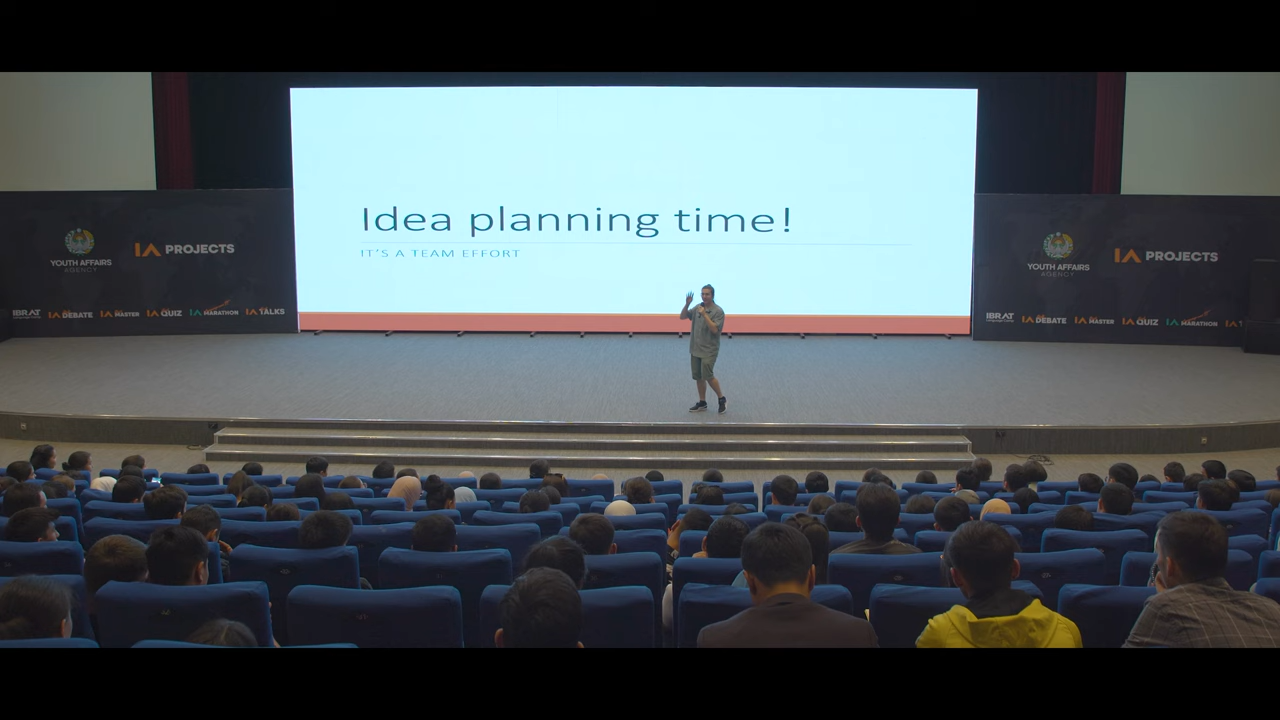 Idea planning time!
IT'S A TEAM EFFORT
YOUTH AFFAIRS
AGENCY
IA PROJECTS
IBRAT
IA DEBATE
IA MASTER
IA QUIZ
IA MARATHON
IA TALKS
YOUTH AFFAIRS
AGENCY
IA PROJECTS
IBRAT
IA DEBATE
IA MASTER
IA QUIZ
IA MARATHON
IA T